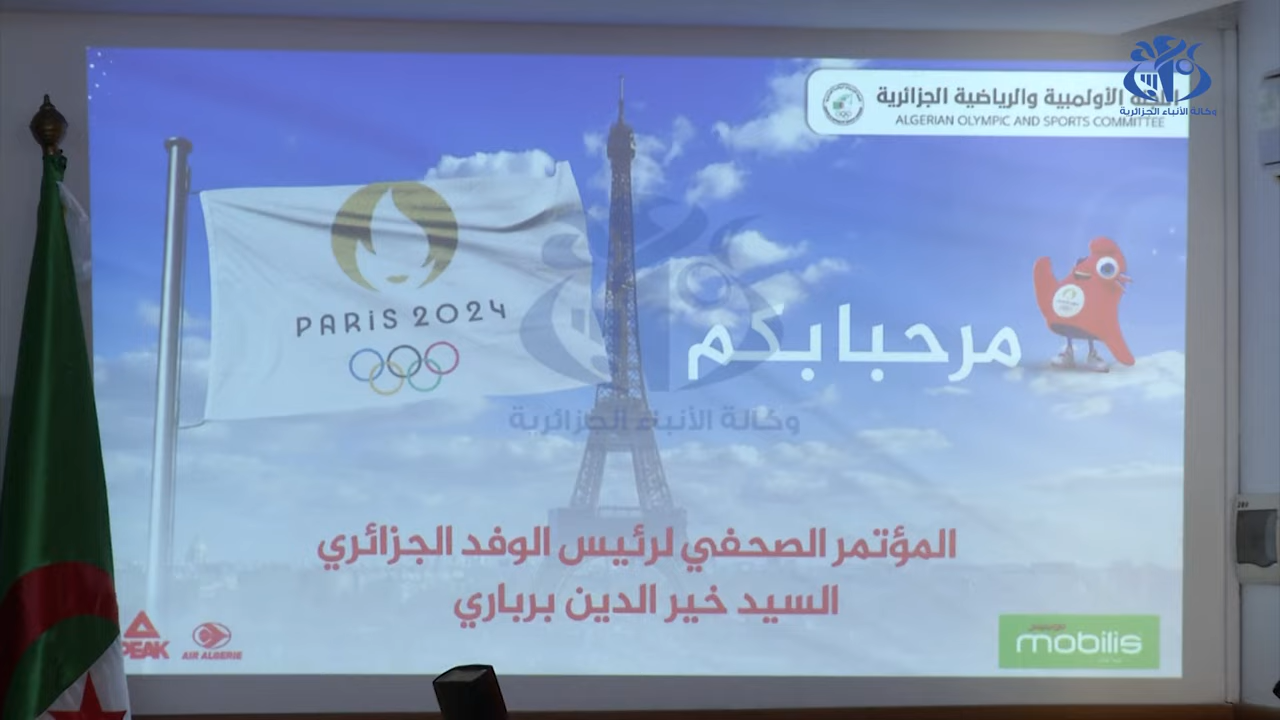 الأولمبية والرياضية الجزائرية
ALGERIAN OLYMPIC AND SPORTS COMMITTEE
وكالة الأنباء الجزائرية
PARIS 2024
مرحبا بكم
وكالة الأنباء الجزائرية
المؤتمر الصحفي لرئيس الوفد الجزائري
السيد خير الدين برباري
PEAK
AIR ALGERIE
mobilis